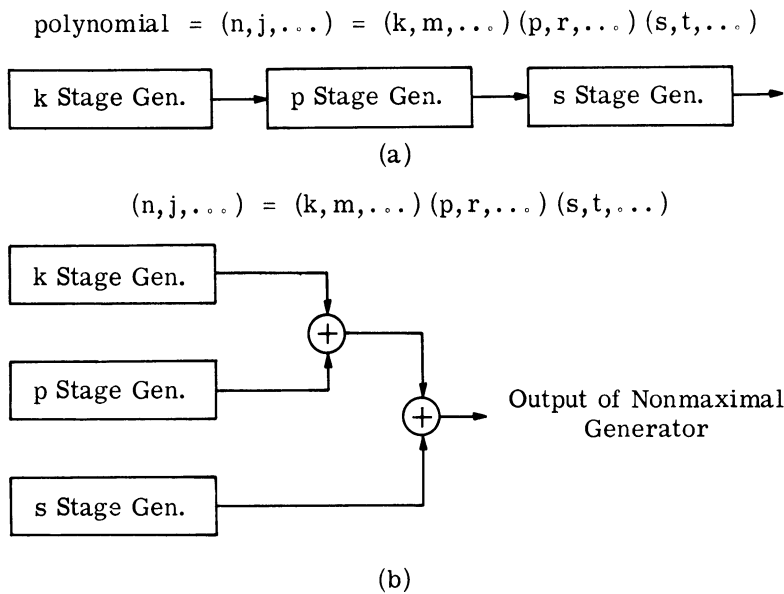 polynomial = (n,j,...) = (k,m,...)(p,r,...)(s,t,...)
k Stage Gen.
p Stage Gen.
s Stage Gen.
(a)
(n,j,...) = (k,m,...)(p,r,...)(s,t,...)
k Stage Gen.
+
p Stage Gen.
+
Output of Nonmaximal
Generator
s Stage Gen.
(b)